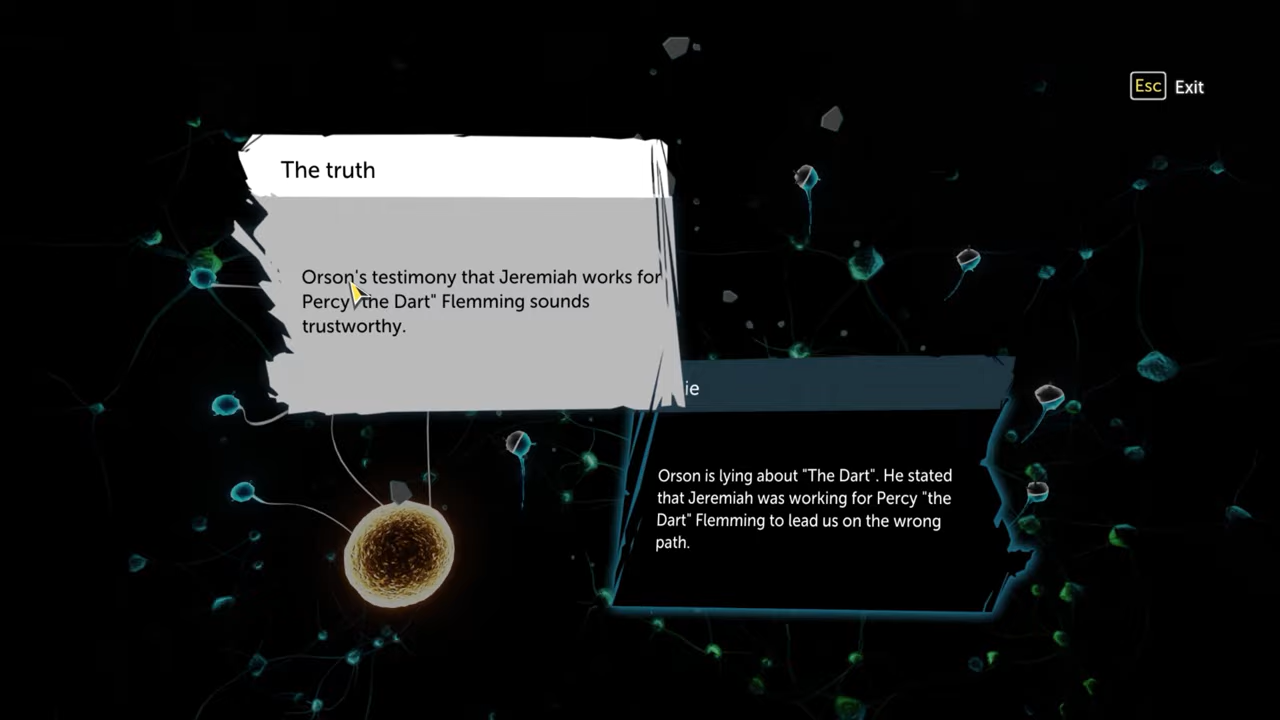 Esc Exit
The truth
Orson's testimony that Jeremiah works for
Percy "the Dart" Flemming sounds
trustworthy.
ie
Orson is lying about "The Dart". He stated
that Jeremiah was working for Percy "the
Dart" Flemming to lead us on the wrong
path.